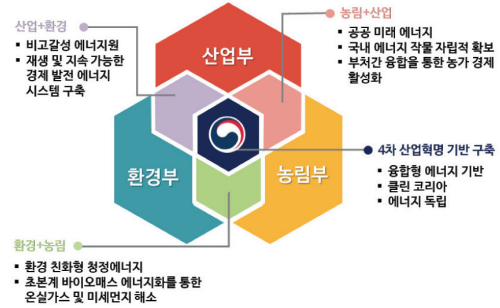 산업+환경
▪ 비고갈성 에너지원
▪ 재생 및 지속 가능한
경제 발전 에너지
시스템 구축
농림+산업
▪ 공공 미래 에너지
▪ 국내 에너지 작물 자립적 확보
▪ 부처간 융합을 통한 농가 경제
활성화
산업부
환경부
농림부
4차 산업혁명 기반 구축
▪ 융합형 에너지 기반
▪ 클린 코리아
▪ 에너지 독립
환경+농림
▪ 환경 친화형 청정에너지
▪ 초본계 바이오매스 에너지화를 통한
온실가스 및 미세먼지 해소